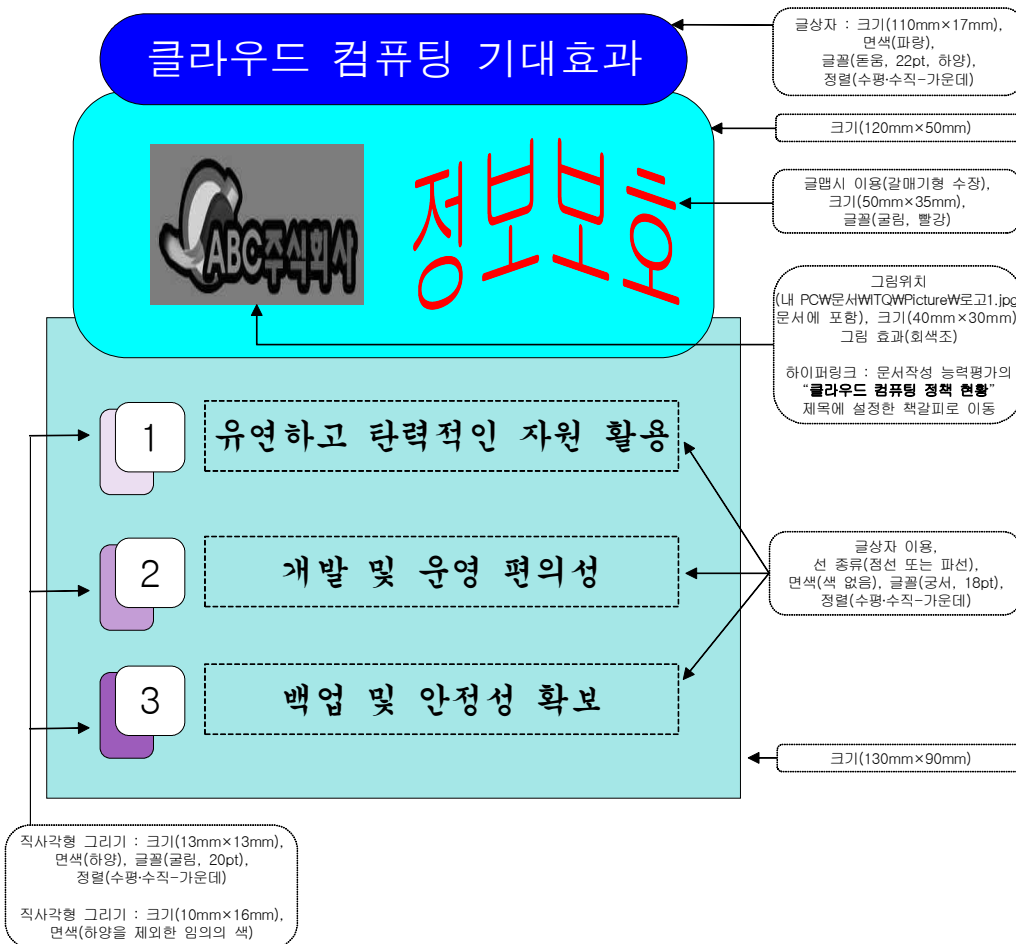 클라우드 컴퓨팅 기대효과
글상자 : 크기(110mm×17mm),
면색(파랑),
글꼴(돋움, 22pt, 하양),
정렬(수평·수직-가운데)
크기(120mm×50mm)
ABC주식회사
정보보호
글맵시 이용(갈매기형 수장),
크기(50mm×35mm),
글꼴(굴림, 빨강)
그림위치
(내 PC₩문서₩ITQ₩Picture₩로고1.jpg
문서에 포함), 크기(40mm×30mm)
그림 효과(회색조)
하이퍼링크 : 문서작성 능력평가의
“클라우드 컴퓨팅 정책 현황”
제목에 설정한 책갈피로 이동
1
유연하고 탄력적인 자원 활용
2
개발 및 운영 편의성
글상자 이용,
선 종류(점선 또는 파선),
면색(색 없음), 글꼴(궁서, 18pt),
정렬(수평·수직-가운데)
3
백업 및 안정성 확보
크기(130mm×90mm)
직사각형 그리기 : 크기(13mm×13mm),
면색(하양), 글꼴(굴림, 20pt),
정렬(수평·수직-가운데)
직사각형 그리기 : 크기(10mm×16mm),
면색(하양을 제외한 임의의 색)